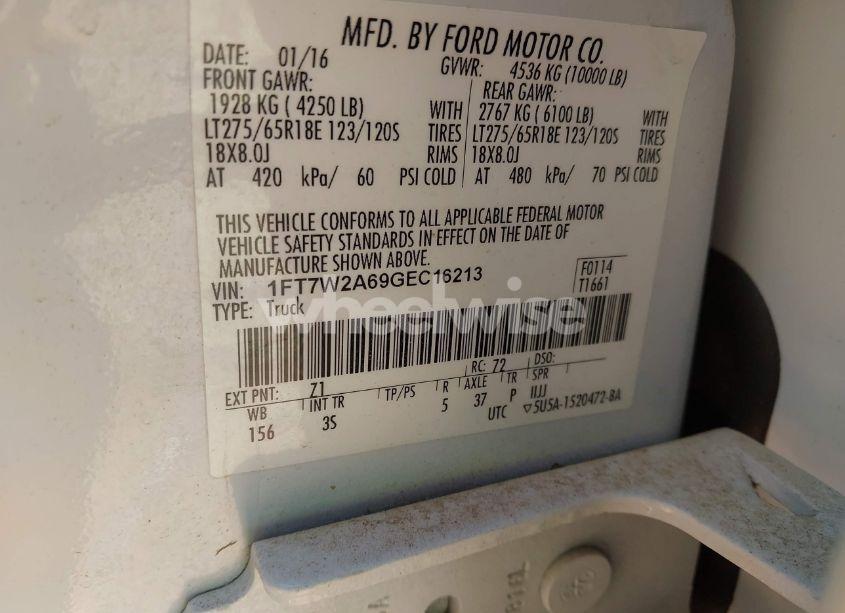 MFD. BY FORD MOTOR CO.
DATE: 01/16 GVWR: 4536 KG (10000 LB)
FRONT GAWR: REAR GAWR:
1928 KG ( 4250 LB) WITH 2767 KG ( 6100 LB) WITH
LT275/65R18E 123/120S TIRES LT275/65R18E 123/120S TIRES
18X8.0J RIMS 18X8.0J RIMS
AT 420 kPa/ 60 PSI COLD AT 480 kPa/ 70 PSI COLD
THIS VEHICLE CONFORMS TO ALL APPLICABLE FEDERAL MOTOR
VEHICLE SAFETY STANDARDS IN EFFECT ON THE DATE OF
MANUFACTURE SHOWN ABOVE.
VIN: 1FT7W2A69GEC16213 F0114
TYPE: Truck T1661
wheelwise
EXT PNT: Z1 RC: 72 DSO:
WB INT TR TP/PS R AXLE TR SPR
156 3S 5 37 P IIJJ
UTC 5U5A-1520472-BA